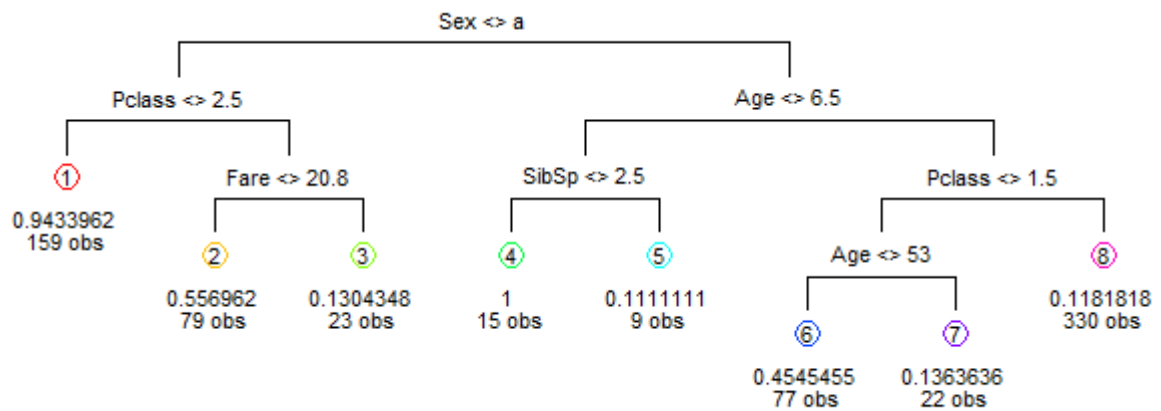 Sex <> a
Pclass <> 2.5
Age <> 6.5
1
Fare <> 20.8
SibSp <> 2.5
Pclass <> 1.5
0.9433962
159 obs
2
3
4
5
Age <> 53
8
0.556962
79 obs
0.1304348
23 obs
1
15 obs
0.1111111
9 obs
0.1181818
330 obs
6
7
0.4545455
77 obs
0.1363636
22 obs